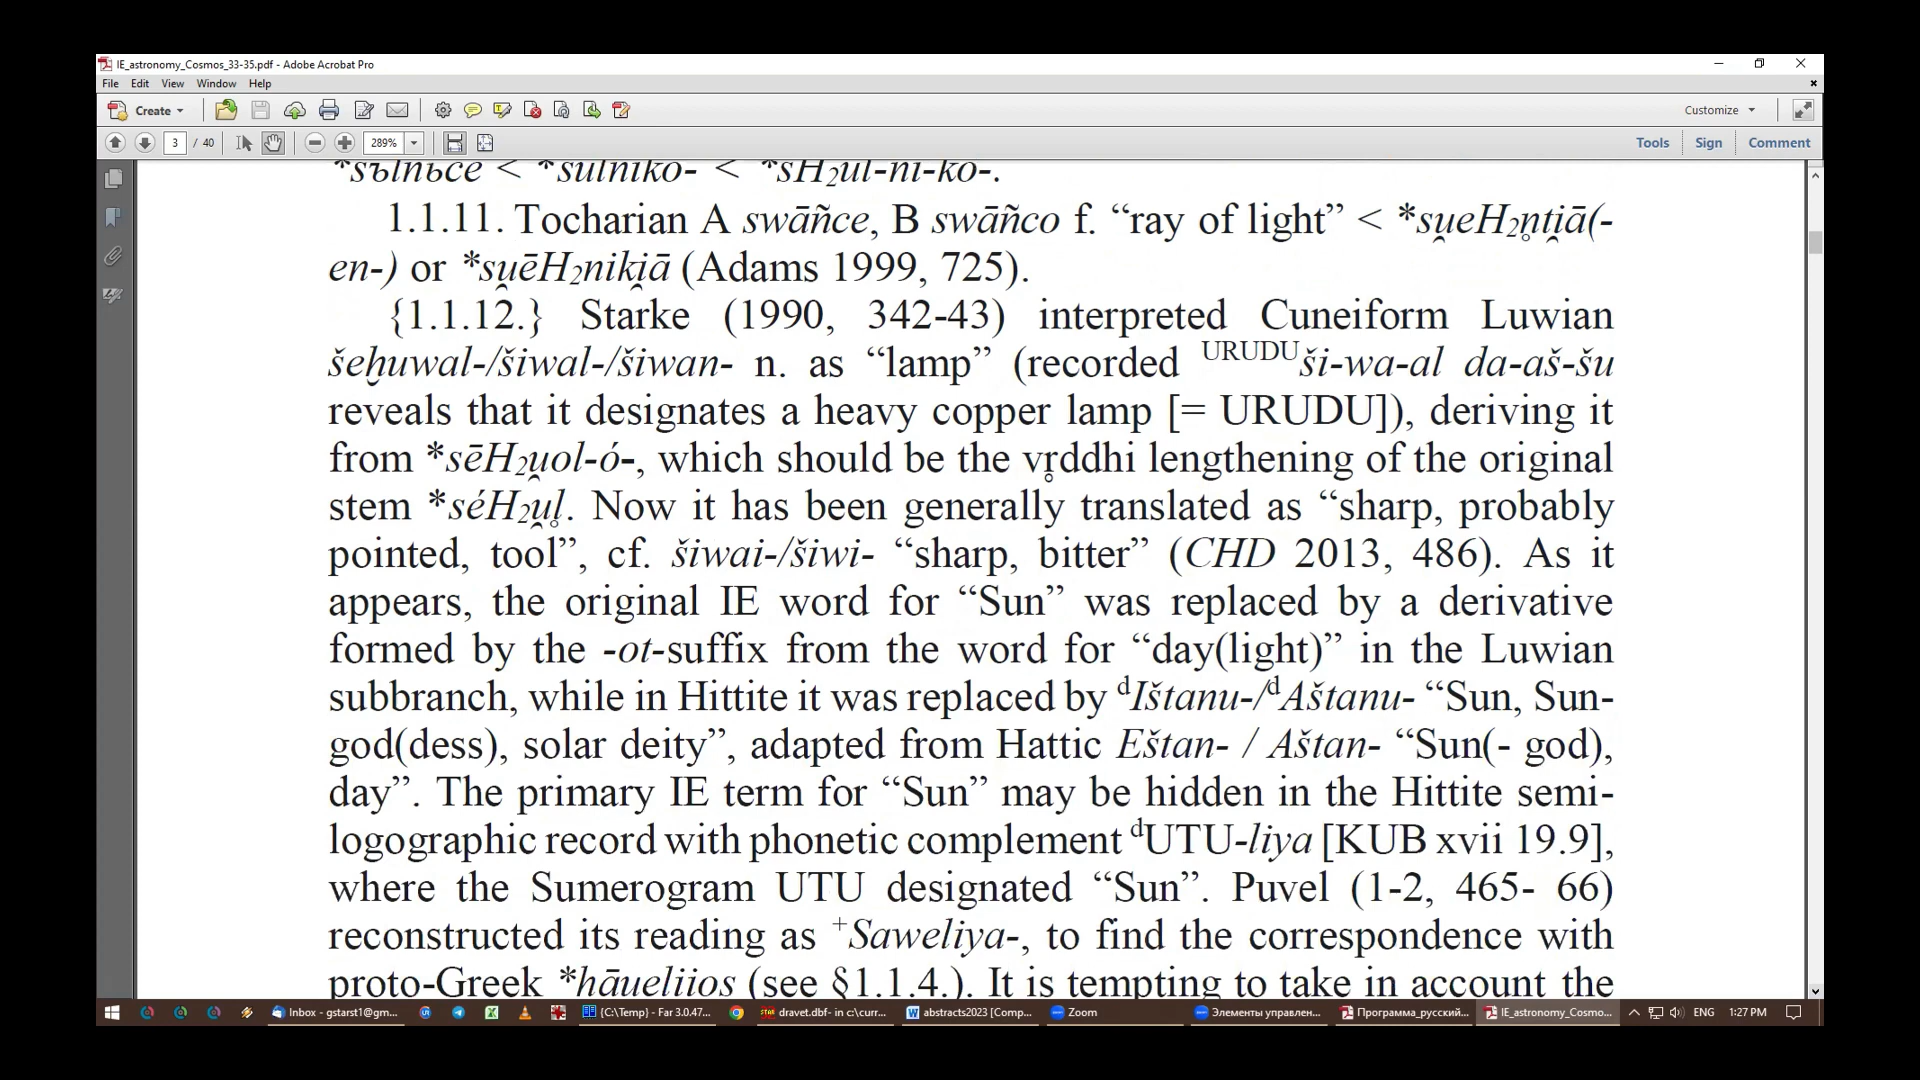 IE_astronomy_Cosmos_33-35.pdf - Adobe Acrobat Pro
File Edit View Window Help
Create Customize
3 / 40 289% Tools Sign Comment
*sъlnьce < *sulniko- < *sH₂ul-ni-ko-.
1.1.11. Tocharian A swāñce, B swāñco f. “ray of light” < *su̯eH₂n̥ti̯ā(-
en-) or *su̯ēH₂niki̯ā (Adams 1999, 725).
{1.1.12.} Starke (1990, 342-43) interpreted Cuneiform Luwian
šeḫuwal-/šiwal-/šiwan- n. as “lamp” (recorded ᵁᴿᵁᴰᵁši-wa-al da-aš-šu
reveals that it designates a heavy copper lamp [= URUDU]), deriving it
from *sēH₂u̯ol-ó-, which should be the vr̥ddhi lengthening of the original
stem *séH₂u̯l̥. Now it has been generally translated as “sharp, probably
pointed, tool”, cf. šiwai-/šiwi- “sharp, bitter” (CHD 2013, 486). As it
appears, the original IE word for “Sun” was replaced by a derivative
formed by the -ot-suffix from the word for “day(light)” in the Luwian
subbranch, while in Hittite it was replaced by ᵈIštanu-/ᵈAštanu- “Sun, Sun-
god(dess), solar deity”, adapted from Hattic Eštan- / Aštan- “Sun(- god),
day”. The primary IE term for “Sun” may be hidden in the Hittite semi-
logographic record with phonetic complement ᵈUTU-liya [KUB xvii 19.9],
where the Sumerogram UTU designated “Sun”. Puvel (1-2, 465- 66)
reconstructed its reading as ⁺Saweliya-, to find the correspondence with
proto-Greek *hāueliios (see §1.1.4.). It is tempting to take in account the
Inbox - gstarst1@gm... {C:\Temp} - Far 3.0.47... dravet.dbf- in c:\curr... abstracts2023 [Comp... Zoom Элементы управлен... Программа_русский... IE_astronomy_Cosmo... ENG 1:27 PM